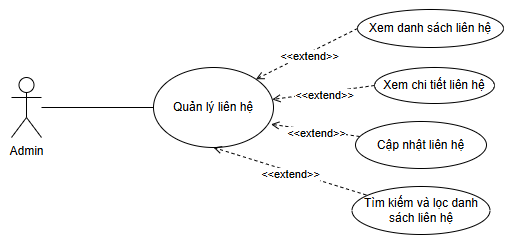 Xem danh sách liên hệ
<<extend>>
Xem chi tiết liên hệ
<<extend>>
Quản lý liên hệ
<<extend>>
Cập nhật liên hệ
Admin
<<extend>>
Tìm kiếm và lọc danh
sách liên hệ